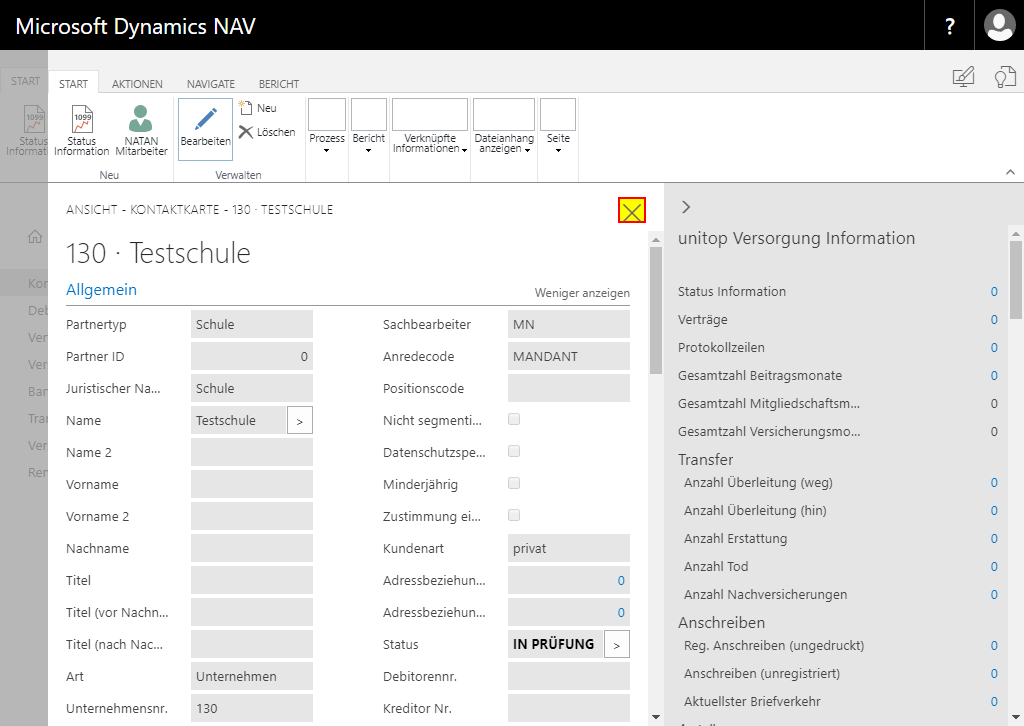 Microsoft Dynamics NAV
?
START
START
AKTIONEN
NAVIGATE
BERICHT
1099
Status
Informat
1099
Status
Information
NATAN
Mitarbeiter
Neu
Bearbeiten
Neu
Löschen
Verwalten
Prozess
Bericht
Verknüpfte
Informationen
Dateianhang
anzeigen
Seite
ANSICHT - KONTAKTKARTE - 130 · TESTSCHULE
130 · Testschule
Allgemein
Weniger anzeigen
Kon
Deb
Ver
Ver
Ban
Tra
Ver
Ren
Partnertyp Schule
Partner ID 0
Juristischer Na... Schule
Name Testschule >
Name 2
Vorname
Vorname 2
Nachname
Titel
Titel (vor Nachn...
Titel (nach Nac...
Art Unternehmen
Unternehmensnr. 130
Sachbearbeiter MN
Anredecode MANDANT
Positionscode
Nicht segmenti...
Datenschutzspe...
Minderjährig
Zustimmung ei...
Kundenart privat
Adressbeziehun... 0
Adressbeziehun... 0
Status IN PRÜFUNG >
Debitorennr.
Kreditor Nr.
unitop Versorgung Information
Status Information 0
Verträge 0
Protokollzeilen 0
Gesamtzahl Beitragsmonate 0
Gesamtzahl Mitgliedschaftsm... 0
Gesamtzahl Versicherungsmo... 0
Transfer
Anzahl Überleitung (weg) 0
Anzahl Überleitung (hin) 0
Anzahl Erstattung 0
Anzahl Tod 0
Anzahl Nachversicherungen 0
Anschreiben
Reg. Anschreiben (ungedruckt) 0
Anschreiben (unregistriert) 0
Aktuellster Briefverkehr 0